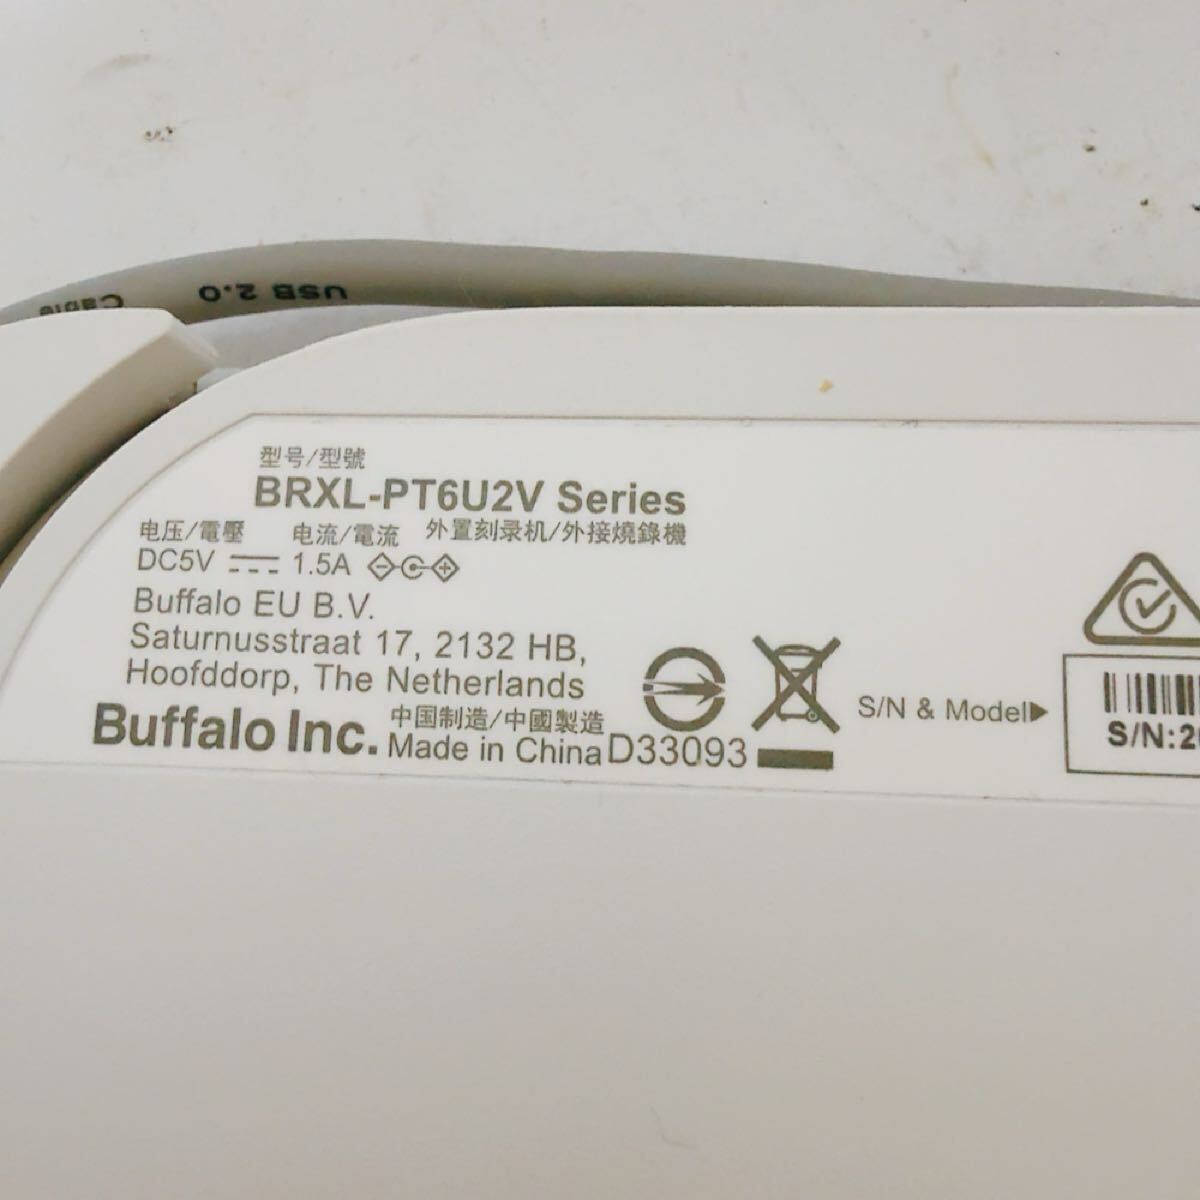 USB 2.0 Cable
型号/型號
BRXL-PT6U2V Series
电压/電壓 电流/電流 外置刻录机/外接燒錄機
DC5V 1.5A
Buffalo EU B.V.
Saturnusstraat 17, 2132 HB,
Hoofddorp, The Netherlands
中国制造/中國製造
Buffalo Inc. Made in China D33093
S/N & Model
S/N:2